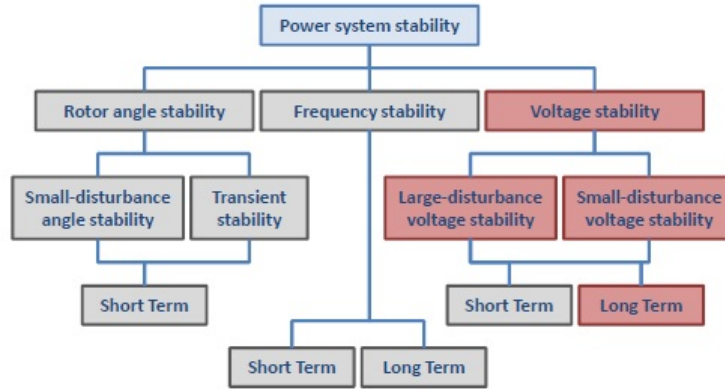 Power system stability
Rotor angle stability
Frequency stability
Voltage stability
Small-disturbance
angle stability
Transient
stability
Large-disturbance
voltage stability
Small-disturbance
voltage stability
Short Term
Short Term
Long Term
Short Term
Long Term